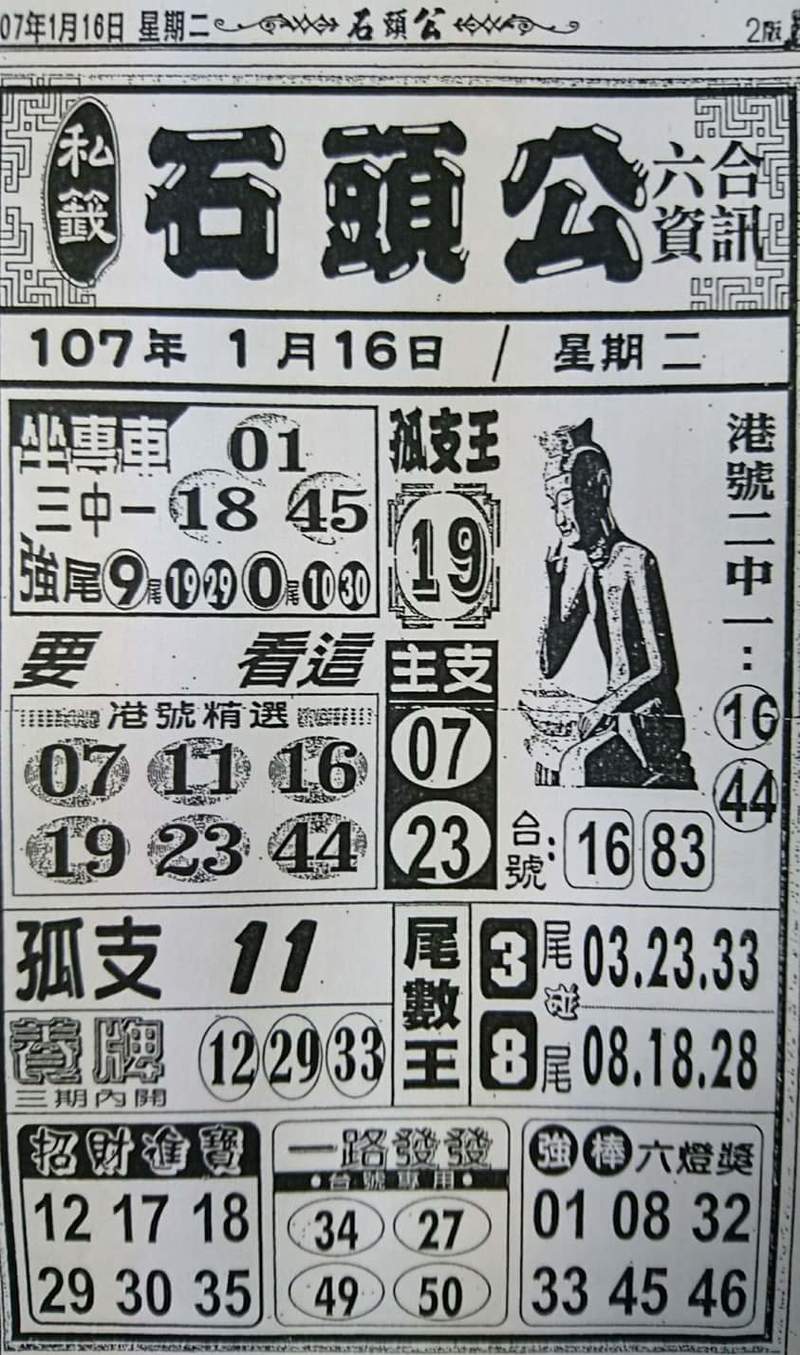 07年1月16日 星期二 石頭公 2版
私籤 石頭公 六合資訊
107年 1月16日 / 星期二
坐專車 01
三中一 18 45
強尾 9尾 19 29 0尾 10 30
孤支王
19
港號二中一:
16
44
要看這
港號精選
07 11 16
19 23 44
主支
07
23
台號: 16 83
孤支 11
養牌 12 29 33
三期內開
尾數王
3尾 03.23.33
碰
8尾 08.18.28
招財進寶
12 17 18
29 30 35
一路發發
•台號專用•
34 27
49 50
強棒六燈獎
01 08 32
33 45 46